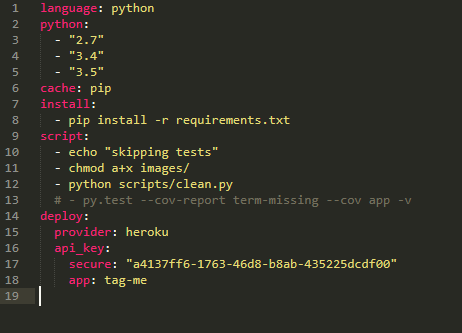 1 language: python
2 python:
3 - "2.7"
4 - "3.4"
5 - "3.5"
6 cache: pip
7 install:
8 - pip install -r requirements.txt
9 script:
10 - echo "skipping tests"
11 - chmod a+x images/
12 - python scripts/clean.py
13 # - py.test --cov-report term-missing --cov app -v
14 deploy:
15 provider: heroku
16 api_key:
17 secure: "a4137ff6-1763-46d8-b8ab-435225dcdf00"
18 app: tag-me
19